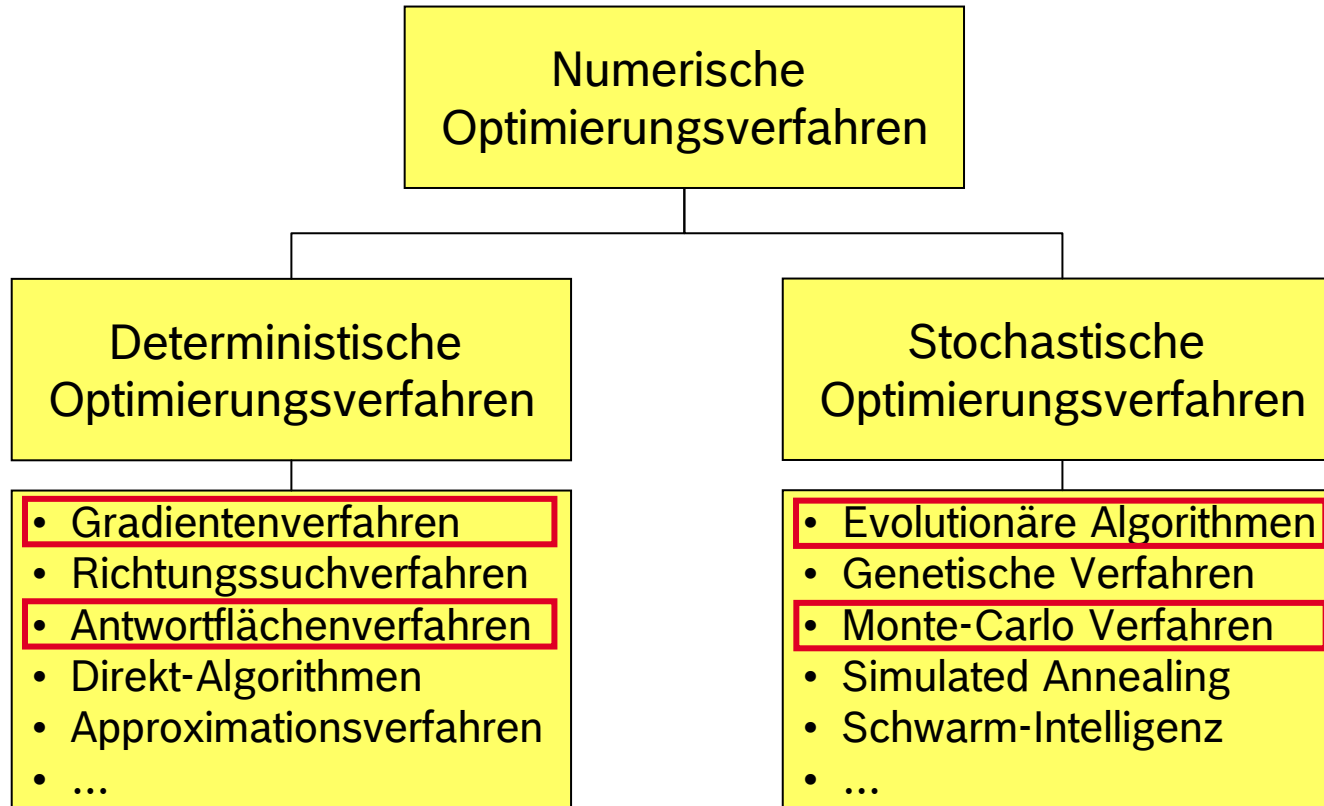 Numerische
Optimierungsverfahren
Deterministische
Optimierungsverfahren
Stochastische
Optimierungsverfahren
• Gradientenverfahren
• Richtungssuchverfahren
• Antwortflächenverfahren
• Direkt-Algorithmen
• Approximationsverfahren
• ...
• Evolutionäre Algorithmen
• Genetische Verfahren
• Monte-Carlo Verfahren
• Simulated Annealing
• Schwarm-Intelligenz
• ...